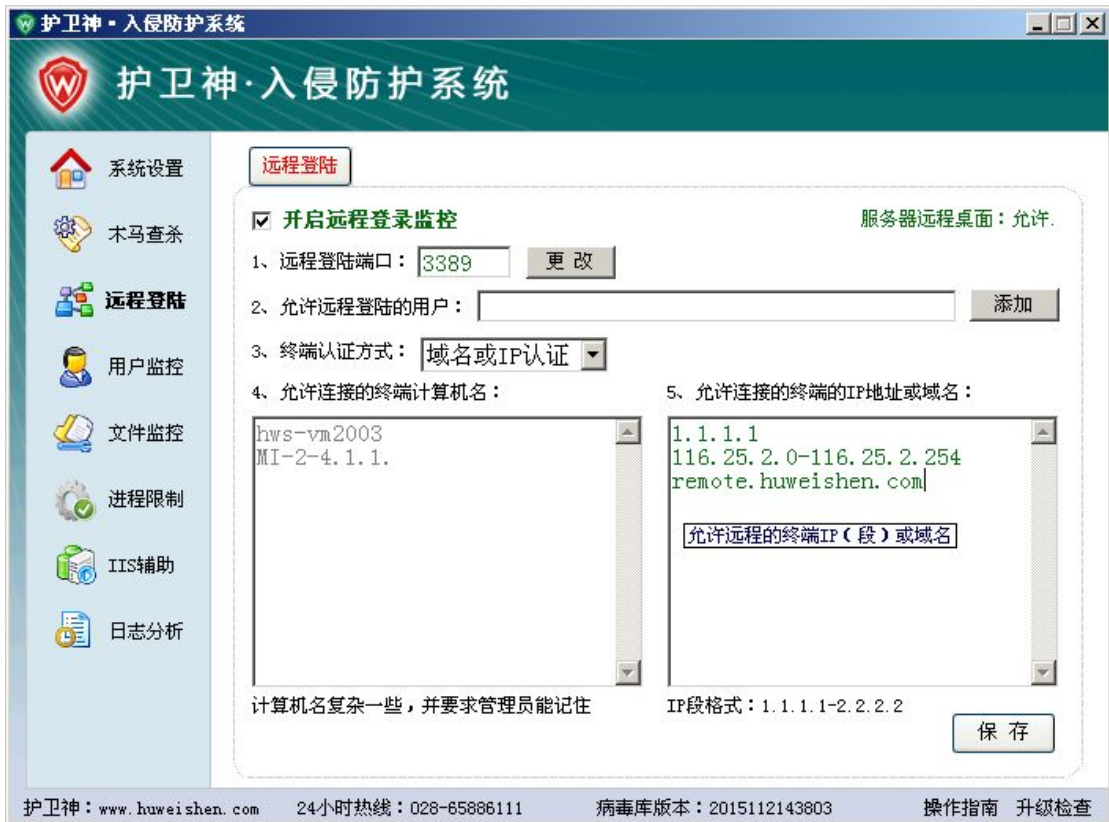 护卫神·入侵防护系统
护卫神·入侵防护系统
系统设置
木马查杀
远程登陆
用户监控
文件监控
进程限制
IIS辅助
日志分析
远程登陆
开启远程登录监控 服务器远程桌面：允许.
1、远程登陆端口： 3389 更 改
2、允许远程登陆的用户： 添加
3、终端认证方式： 域名或IP认证
4、允许连接的终端计算机名： 5、允许连接的终端的IP地址或域名：
hws-vm2003
MI-2-4.1.1.
1.1.1.1
116.25.2.0-116.25.2.254
remote.huweishen.com
允许远程的终端IP(段)或域名
计算机名复杂一些，并要求管理员能记住 IP段格式：1.1.1.1-2.2.2.2
保 存
护卫神：www.huweishen.com 24小时热线：028-65886111 病毒库版本：2015112143803 操作指南 升级检查